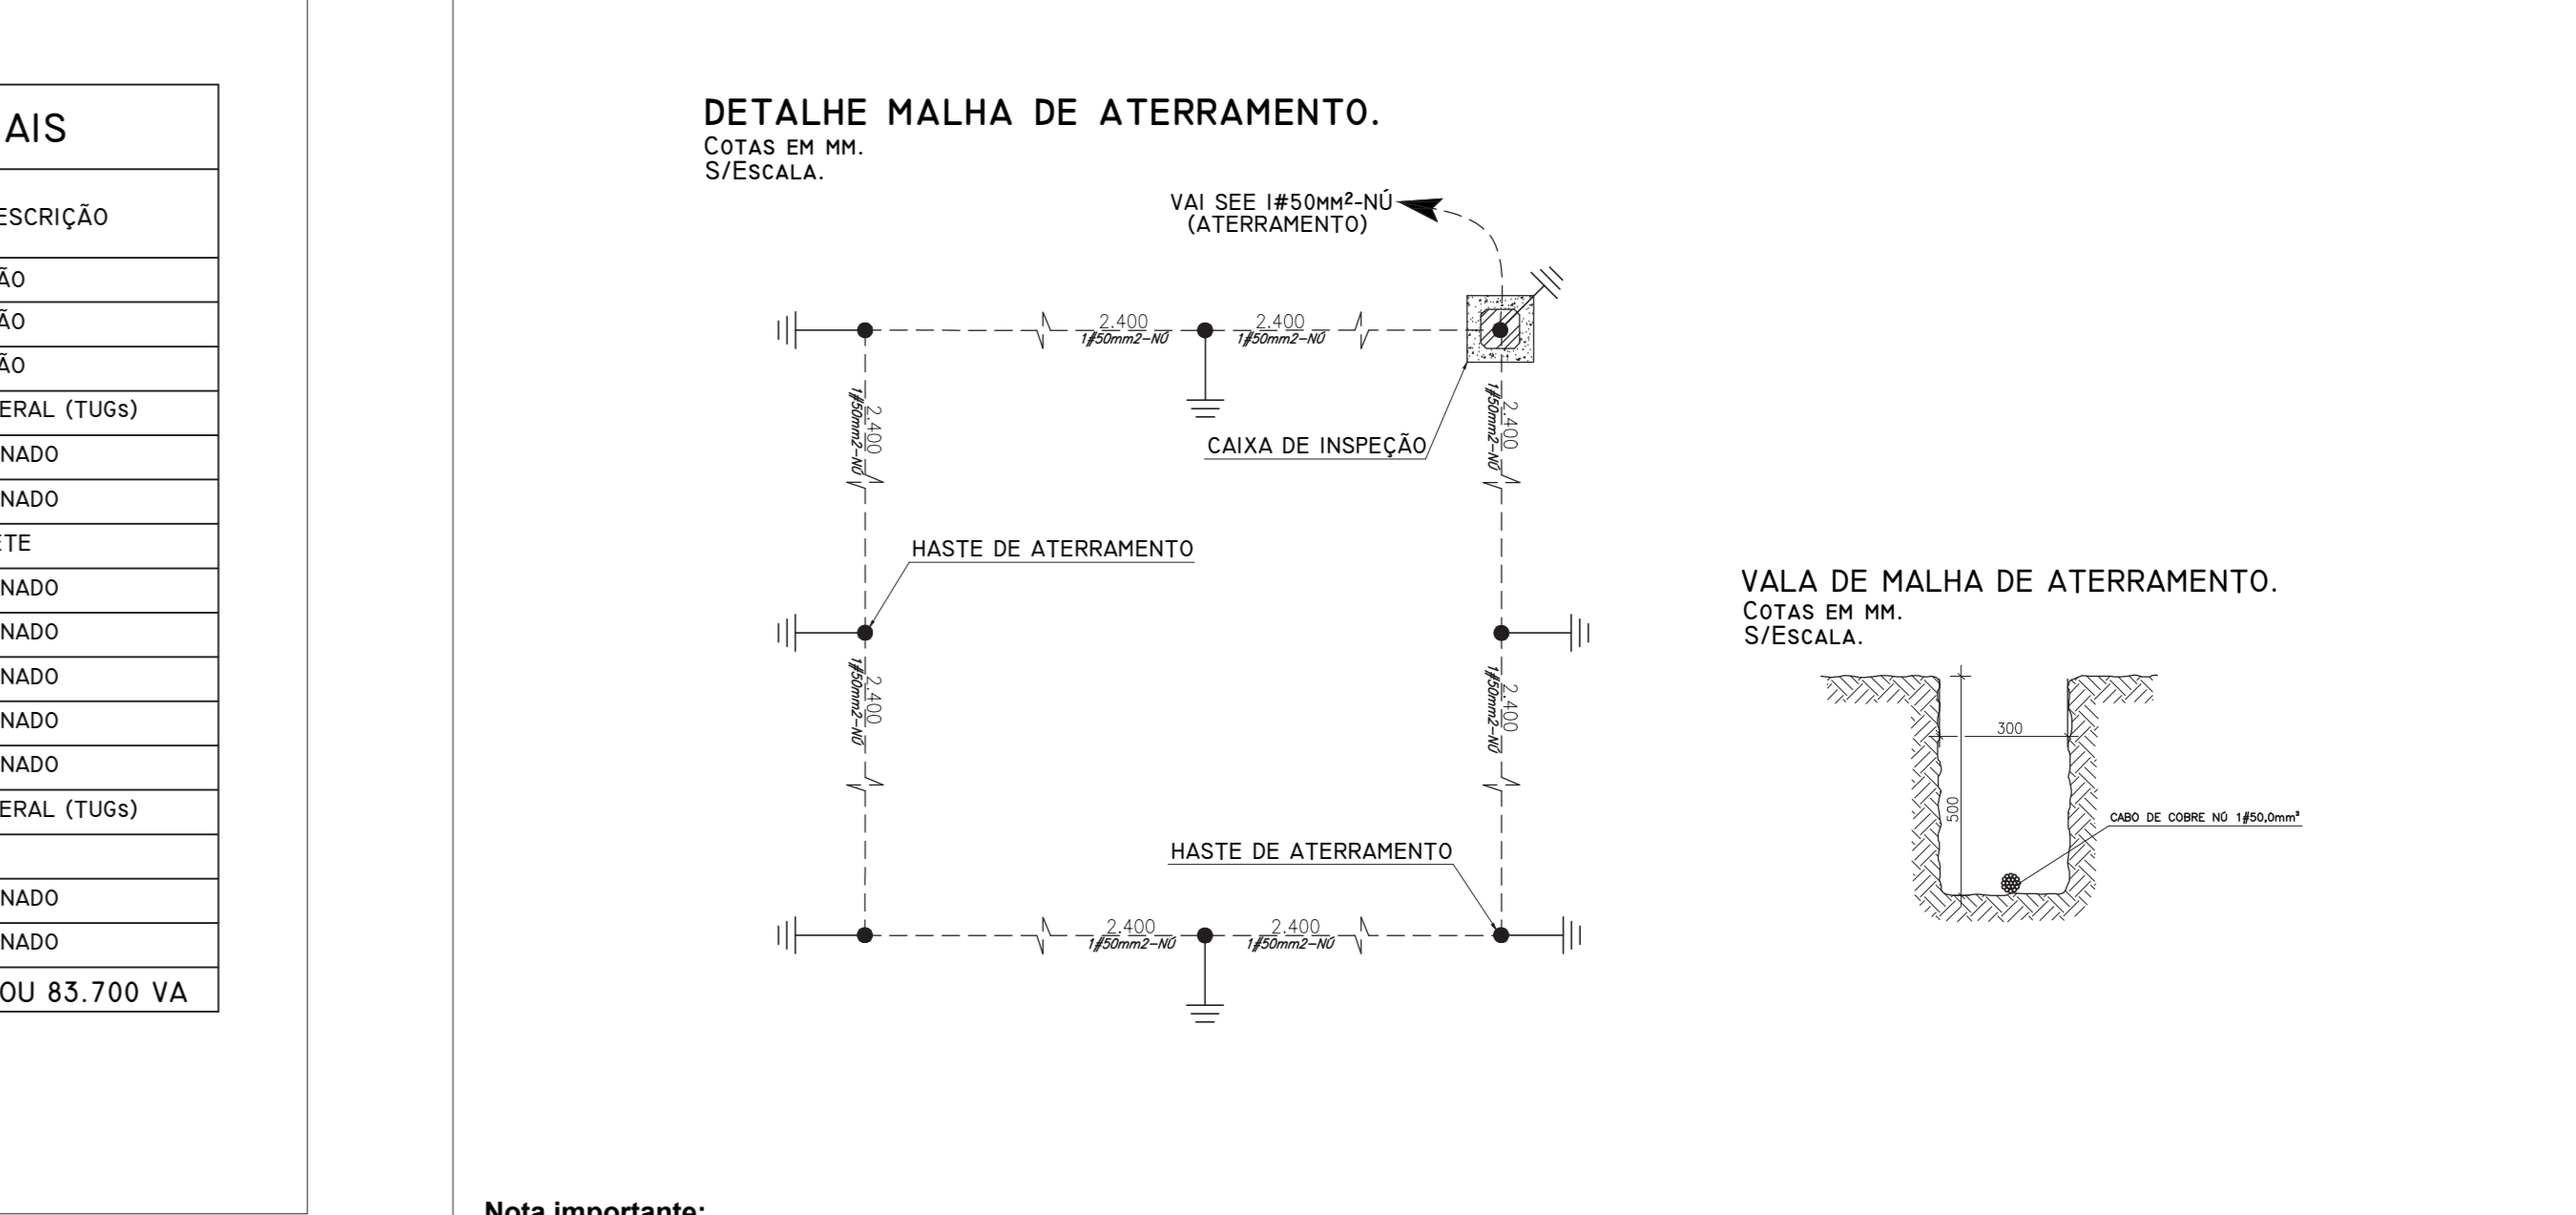 AIS
ESCRIÇÃO
ÃO
ÃO
ÃO
ERAL (TUGs)
NADO
NADO
ETE
NADO
NADO
NADO
NADO
NADO
ERAL (TUGs)
NADO
NADO
OU 83.700 VA
DETALHE MALHA DE ATERRAMENTO.
COTAS EM MM.
S/ESCALA.
VAI SEE 1#50MM²-NÚ
(ATERRAMENTO)
2.400
1#50mm2-NÚ
2.400
1#50mm2-NÚ
2.400
1#50mm2-NÚ
2.400
1#50mm2-NÚ
CAIXA DE INSPEÇÃO
HASTE DE ATERRAMENTO
2.400
1#50mm2-NÚ
2.400
1#50mm2-NÚ
HASTE DE ATERRAMENTO
2.400
1#50mm2-NÚ
2.400
1#50mm2-NÚ
VALA DE MALHA DE ATERRAMENTO.
COTAS EM MM.
S/ESCALA.
300
500
CABO DE COBRE NÚ 1#50,0mm²
Nota importante: